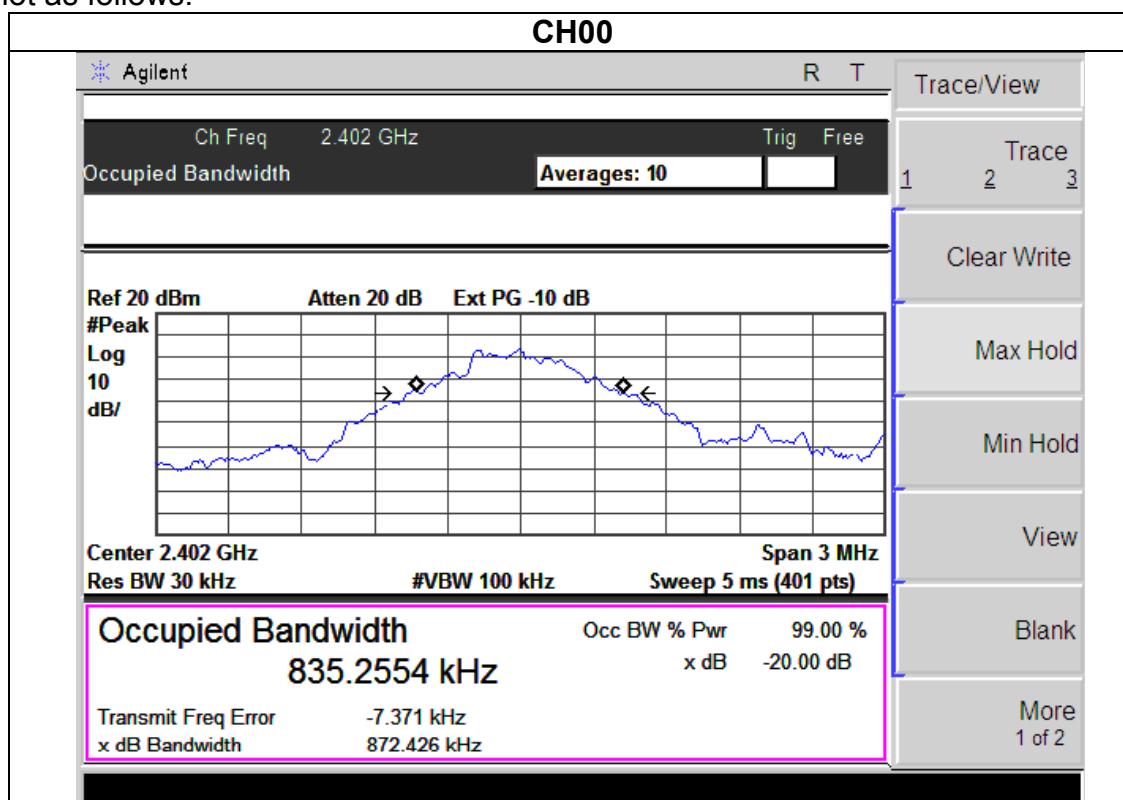 CH00
Agilent R T
Ch Freq 2.402 GHz Trig Free
Occupied Bandwidth Averages: 10
Ref 20 dBm Atten 20 dB Ext PG -10 dB
#Peak
Log
10
dB/
Center 2.402 GHz Span 3 MHz
Res BW 30 kHz #VBW 100 kHz Sweep 5 ms (401 pts)
Occupied Bandwidth Occ BW % Pwr 99.00 %
835.2554 kHz x dB -20.00 dB
Transmit Freq Error -7.371 kHz
x dB Bandwidth 872.426 kHz
Trace/View
Trace
1 2 3
Clear Write
Max Hold
Min Hold
View
Blank
More
1 of 2